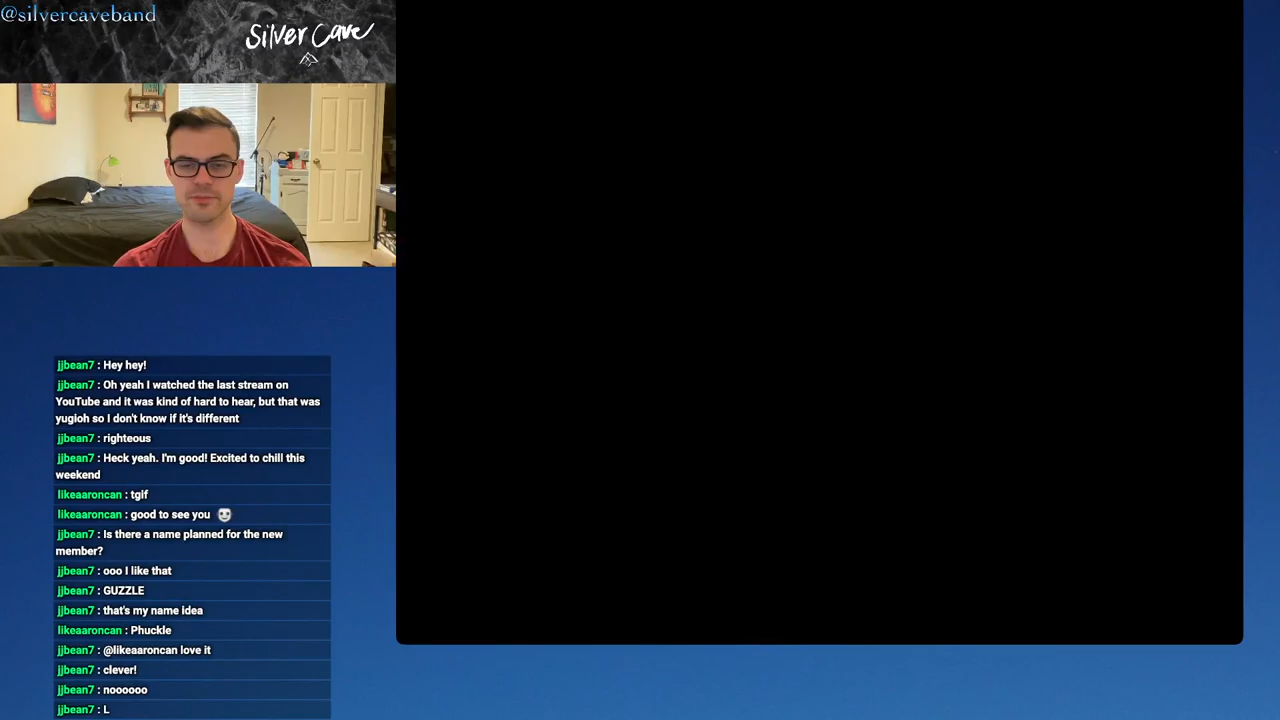 @silvercaveband
Silver Cave
jjbean7 : Hey hey!
jjbean7 : Oh yeah I watched the last stream on
YouTube and it was kind of hard to hear, but that was
yugioh so I don't know if it's different
jjbean7 : righteous
jjbean7 : Heck yeah. I'm good! Excited to chill this
weekend
likeaaroncan : tgif
likeaaroncan : good to see you
jjbean7 : Is there a name planned for the new
member?
jjbean7 : ooo I like that
jjbean7 : GUZZLE
jjbean7 : that's my name idea
likeaaroncan : Phuckle
jjbean7 : @likeaaroncan love it
jjbean7 : clever!
jjbean7 : noooooo
jjbean7 : L